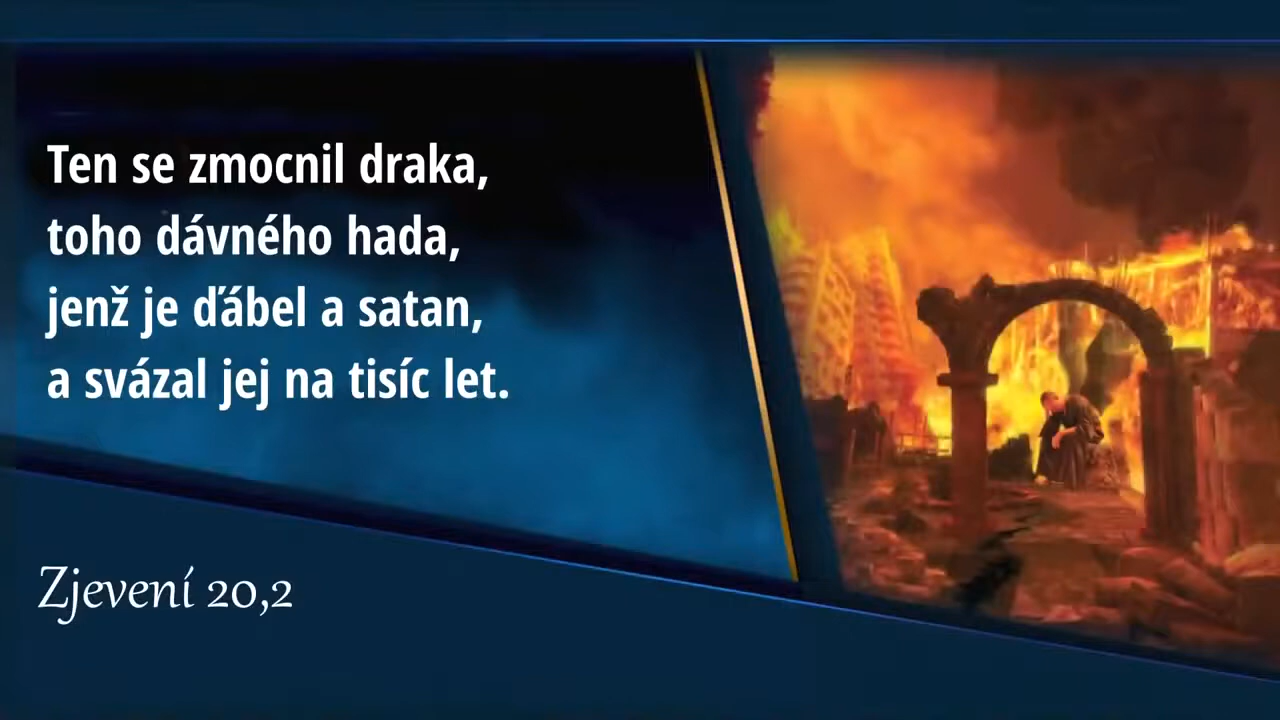 Ten se zmocnil draka,
toho dávného hada,
jenž je ďábel a satan,
a svázal jej na tisíc let.
Zjevení 20,2